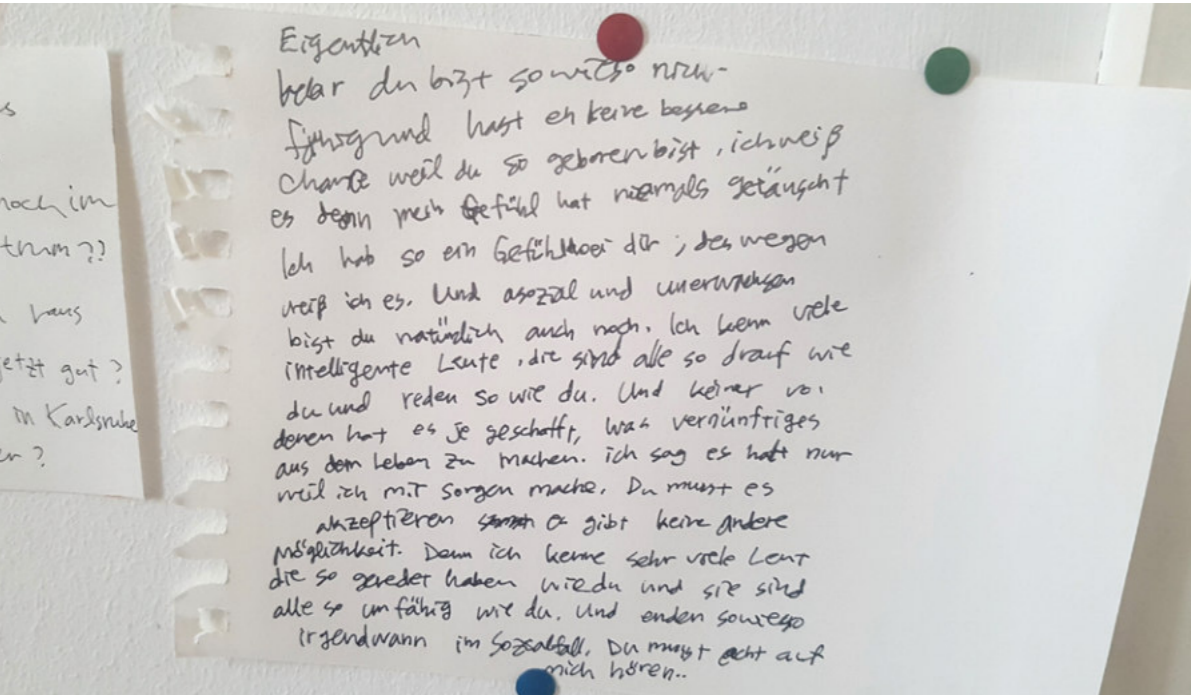 noch im
trum??
haus
jetzt gut?
in Karlsruhe
er?
Eigentlich
du bist sowieso
und hast eh keine bessere
Chance weil du so geboren bist, ich weiß
es denn mein Gefühl hat niemals getäuscht
Ich hab so ein Gefühl bei dir, deswegen
weiß ich es. Und asozial und unerwachsen
bist du natürlich auch noch. Ich kenn viele
intelligente Leute, die sind alle so drauf wie
du und reden so wie du. Und keiner vo.
denen hat es je geschafft, was vernünftiges
aus dem Leben zu machen. ich sag es halt nur
weil ich mir Sorgen mache. Du musst es
akzeptieren es gibt keine andere
Möglichkeit. Denn ich kenne sehr viele Leut
die so geredet haben wie du und sie sind
alle so unfähig wie du. Und enden sowieso
irgendwann im Sozialfall. Du musst echt auf
mich hören..